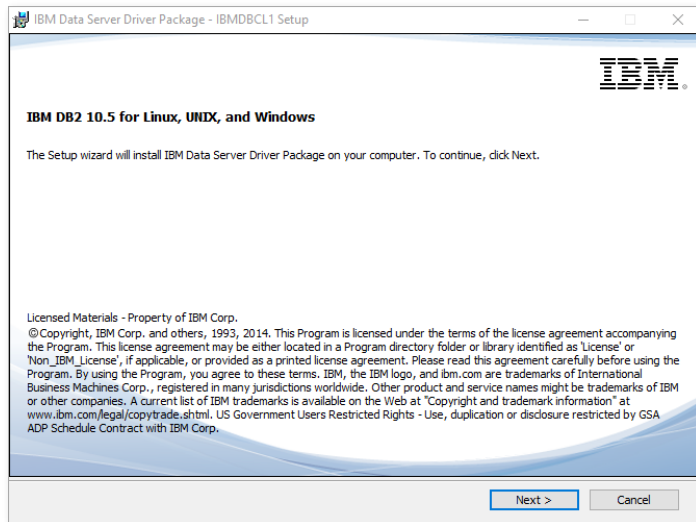 IBM Data Server Driver Package - IBMDBCL1 Setup
IBM.
IBM DB2 10.5 for Linux, UNIX, and Windows
The Setup wizard will install IBM Data Server Driver Package on your computer. To continue, click Next.
Licensed Materials - Property of IBM Corp.
©Copyright, IBM Corp. and others, 1993, 2014. This Program is licensed under the terms of the license agreement accompanying
the Program. This license agreement may be either located in a Program directory folder or library identified as 'License' or
'Non_IBM_License', if applicable, or provided as a printed license agreement. Please read this agreement carefully before using the
Program. By using the Program, you agree to these terms. IBM, the IBM logo, and ibm.com are trademarks of International
Business Machines Corp., registered in many jurisdictions worldwide. Other product and service names might be trademarks of IBM
or other companies. A current list of IBM trademarks is available on the Web at "Copyright and trademark information" at
www.ibm.com/legal/copytrade.shtml. US Government Users Restricted Rights - Use, duplication or disclosure restricted by GSA
ADP Schedule Contract with IBM Corp.
Next >
Cancel